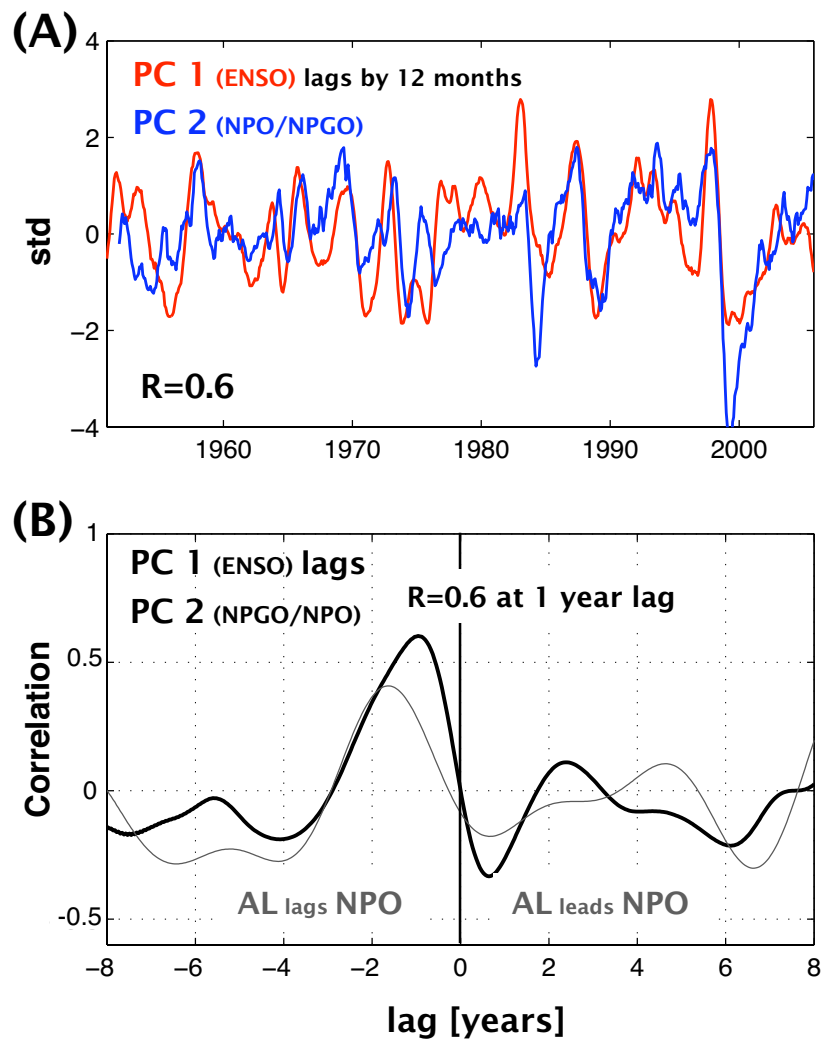 (A)
4
2
0
−2
−4
std
PC 1 (ENSO) lags by 12 months
PC 2 (NPO/NPGO)
R=0.6
1960 1970 1980 1990 2000
(B)
1
0.5
0
-0.5
Correlation
PC 1 (ENSO) lags
PC 2 (NPGO/NPO)
R=0.6 at 1 year lag
AL lags NPO
AL leads NPO
−8 −6 −4 −2 0 2 4 6 8
lag [years]